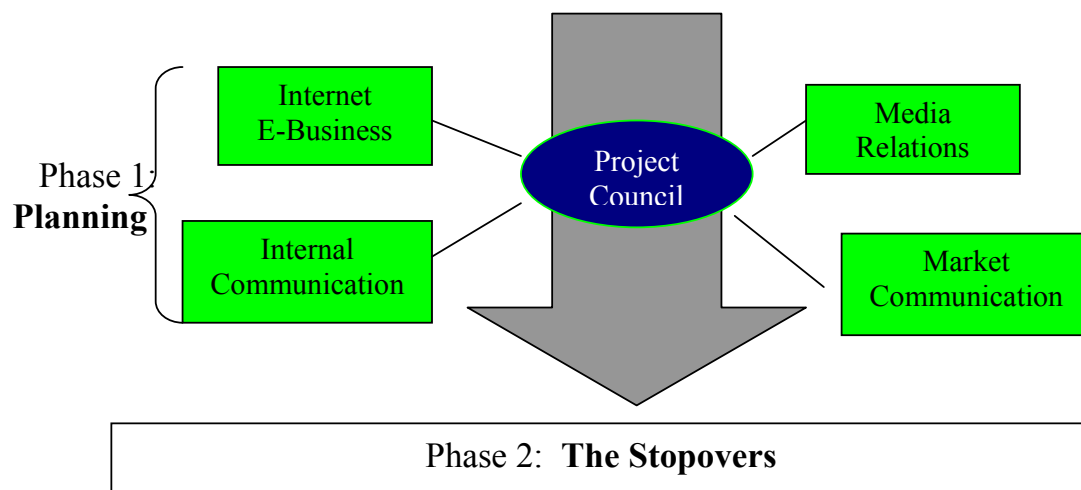 Internet
E-Business
Media
Relations
Project
Council
Phase 1:
Planning
Internal
Communication
Market
Communication
Phase 2: The Stopovers